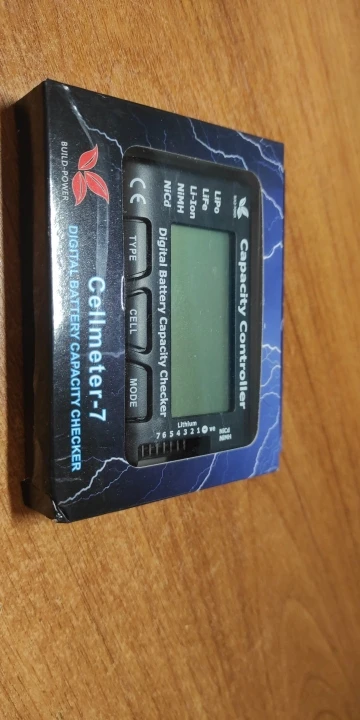 Capacity Controller
LiPo
LiFe
Li-Ion
NiMH
NiCd
CE
Digital Battery Capacity Checker
TYPE
CELL
MODE
Lithium
7 6 5 4 3 2 1
NiCd
NiMH
BUILD-POWER
Cellmeter-7
DIGITAL BATTERY CAPACITY CHECKER